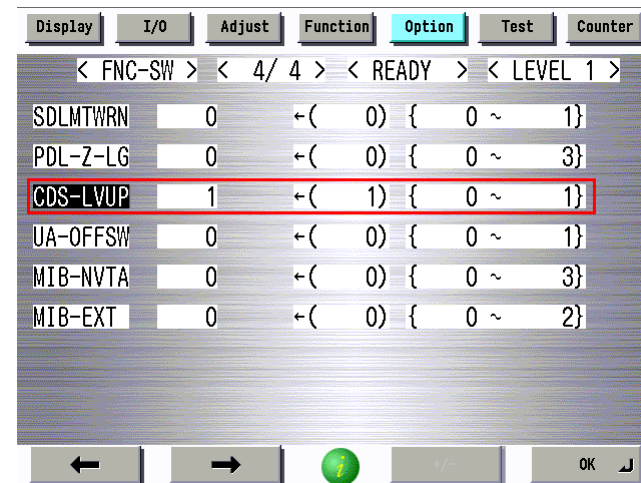 Display I/O Adjust Function Option Test Counter
< FNC-SW > < 4/ 4 > < READY > < LEVEL 1 >
SDLMTWRN 0 ←( 0) { 0 ~ 1}
PDL-Z-LG 0 ←( 0) { 0 ~ 3}
CDS-LVUP 1 ←( 1) { 0 ~ 1}
UA-OFFSW 0 ←( 0) { 0 ~ 1}
MIB-NVTA 0 ←( 0) { 0 ~ 3}
MIB-EXT 0 ←( 0) { 0 ~ 2}
← → i +/- OK